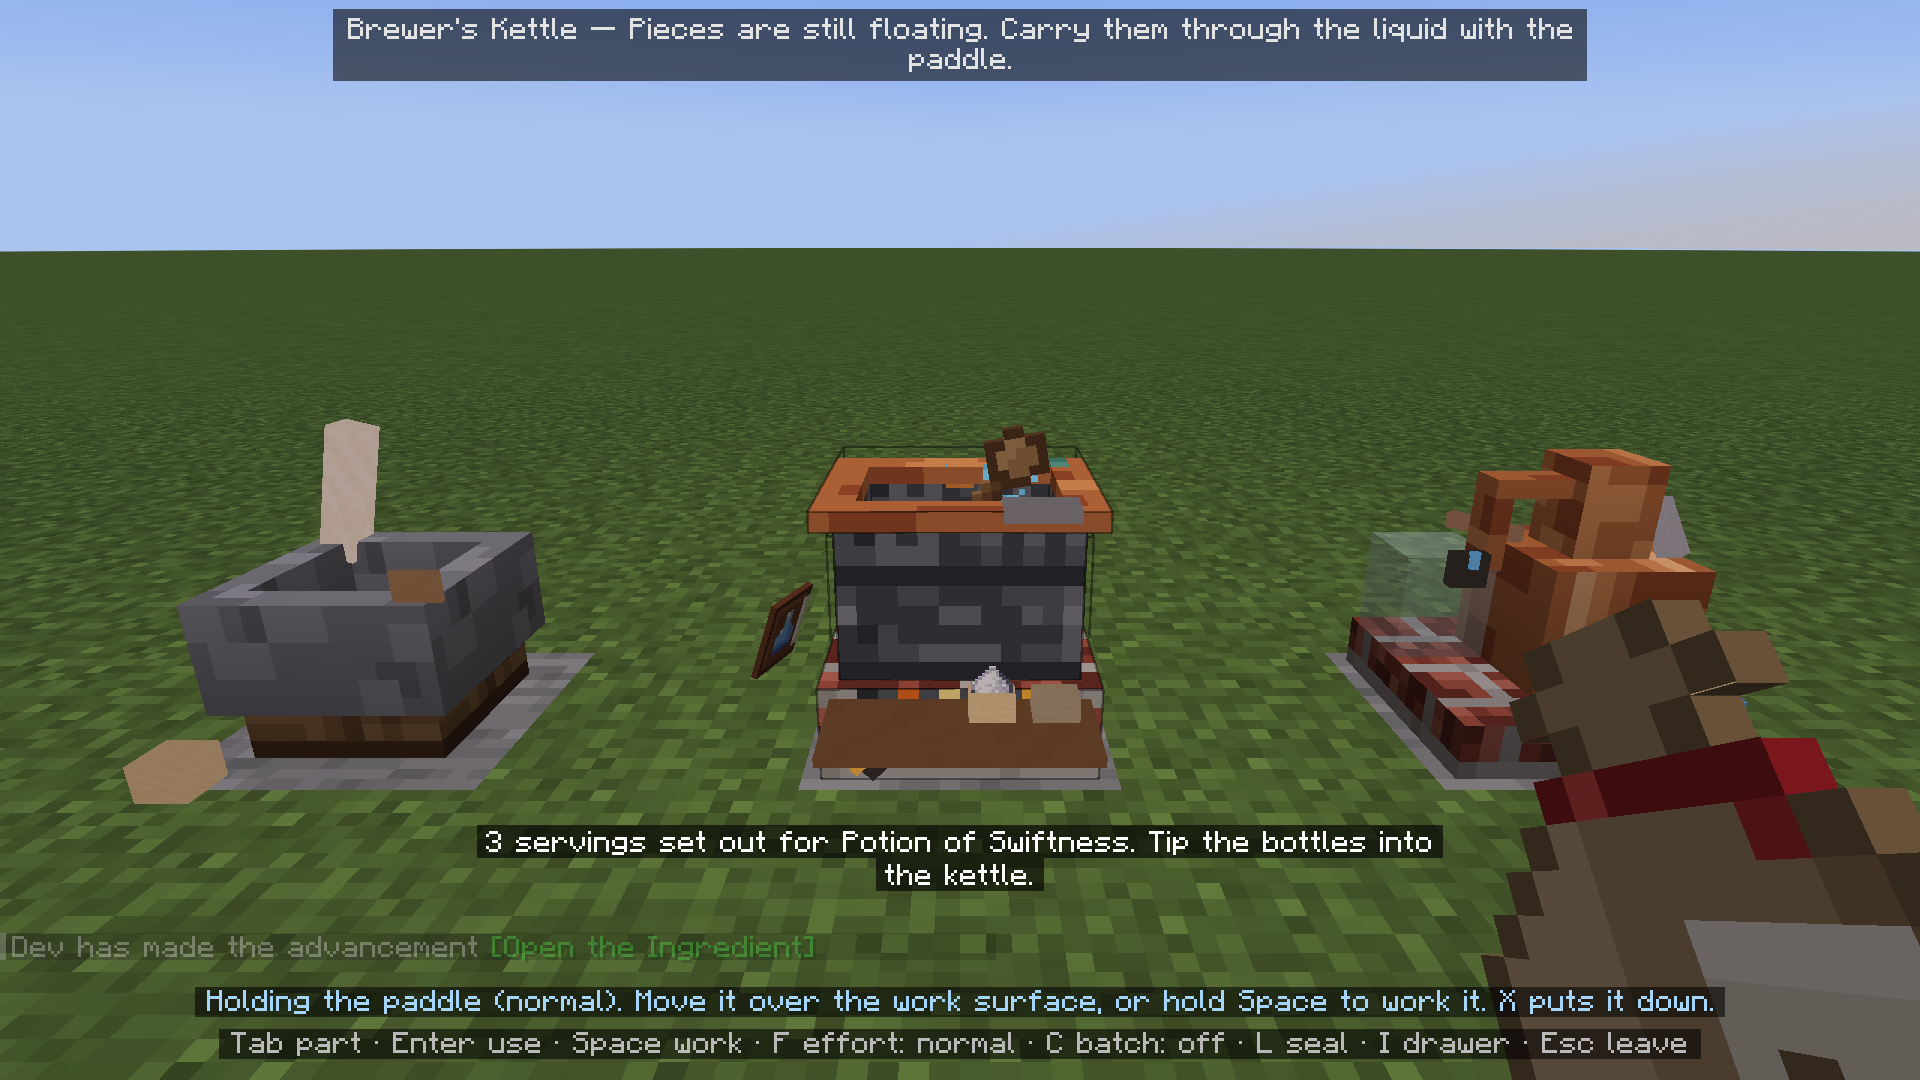 Brewer's Kettle — Pieces are still floating. Carry them through the liquid with the
paddle.
3 servings set out for Potion of Swiftness. Tip the bottles into
the kettle.
Dev has made the advancement [Open the Ingredient]
Holding the paddle (normal). Move it over the work surface, or hold Space to work it. X puts it down.
Tab part · Enter use · Space work · F effort: normal · C batch: off · L seal · I drawer · Esc leave